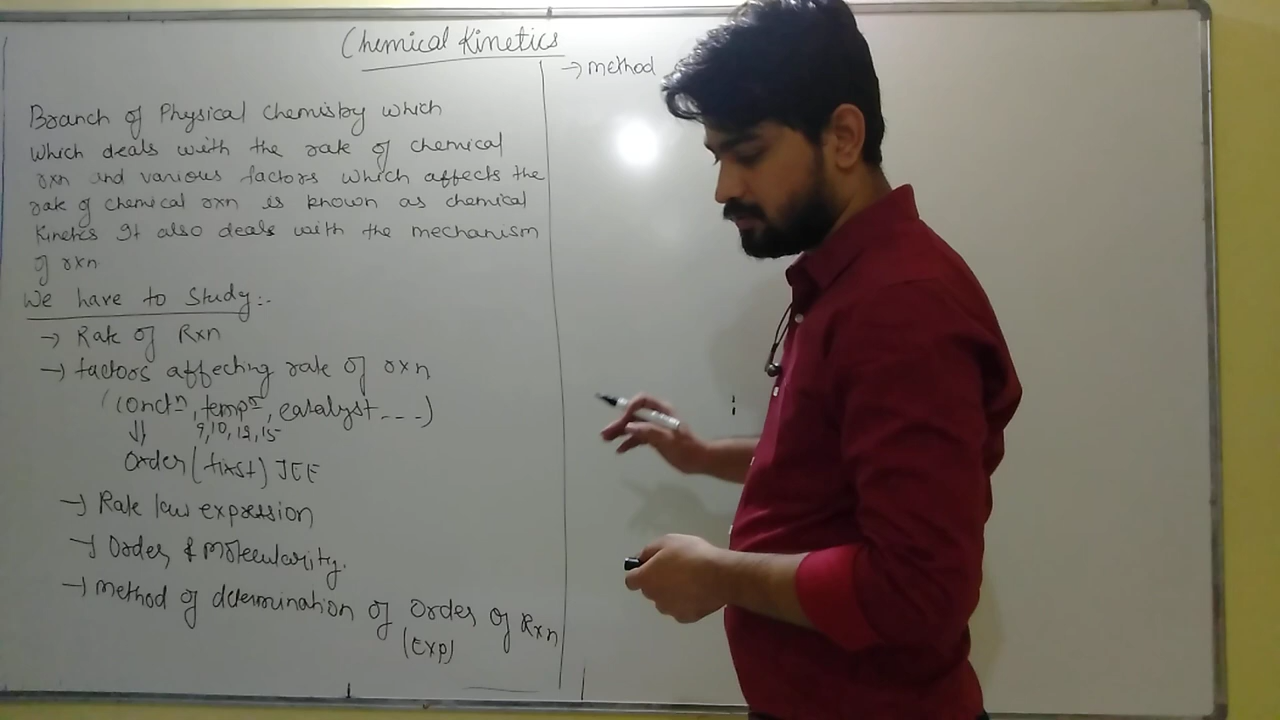 Chemical Kinetics
Branch of Physical chemistry which
which deals with the rate of chemical
rxn and various factors which affects the
rate of chemical rxn is known as chemical
Kinetics It also deals with the mechanism
of rxn
We have to Study:-
→ Rate of Rxn
→ factors affecting rate of rxn
(conctn, tempr, catalyst ---)
⇓ 9,10,12,15
Order (first) JEE
→ Rate law expression
→ Order & Molecularity.
→ method of determination of Order of Rxn
(Exp)
→ method